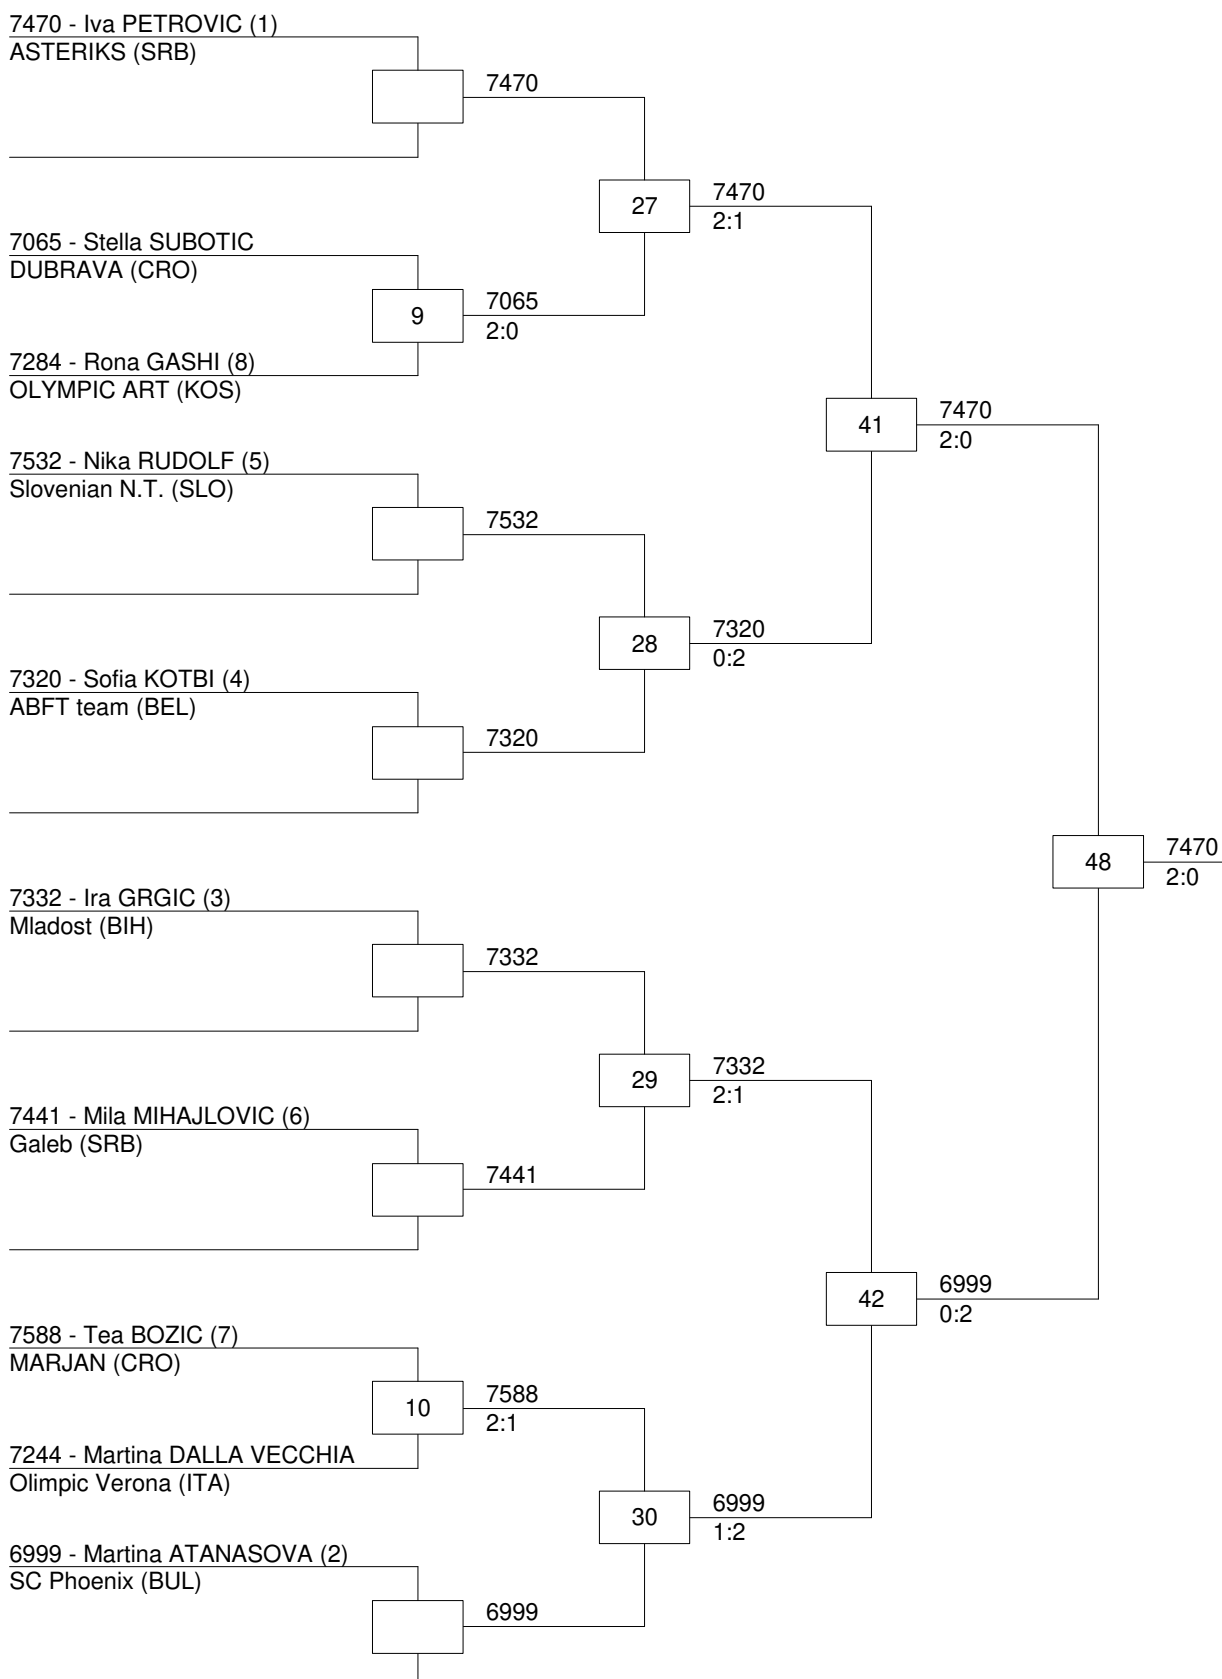 7470 - Iva PETROVIC (1)
ASTERIKS (SRB)
7470
27
7470
2:1
7065 - Stella SUBOTIC
DUBRAVA (CRO)
9
7065
2:0
7284 - Rona GASHI (8)
OLYMPIC ART (KOS)
41
7470
2:0
7532 - Nika RUDOLF (5)
Slovenian N.T. (SLO)
7532
28
7320
0:2
7320 - Sofia KOTBI (4)
ABFT team (BEL)
7320
48
7470
2:0
7332 - Ira GRGIC (3)
Mladost (BIH)
7332
29
7332
2:1
7441 - Mila MIHAJLOVIC (6)
Galeb (SRB)
7441
42
6999
0:2
7588 - Tea BOZIC (7)
MARJAN (CRO)
10
7588
2:1
7244 - Martina DALLA VECCHIA
Olimpic Verona (ITA)
30
6999
1:2
6999 - Martina ATANASOVA (2)
SC Phoenix (BUL)
6999